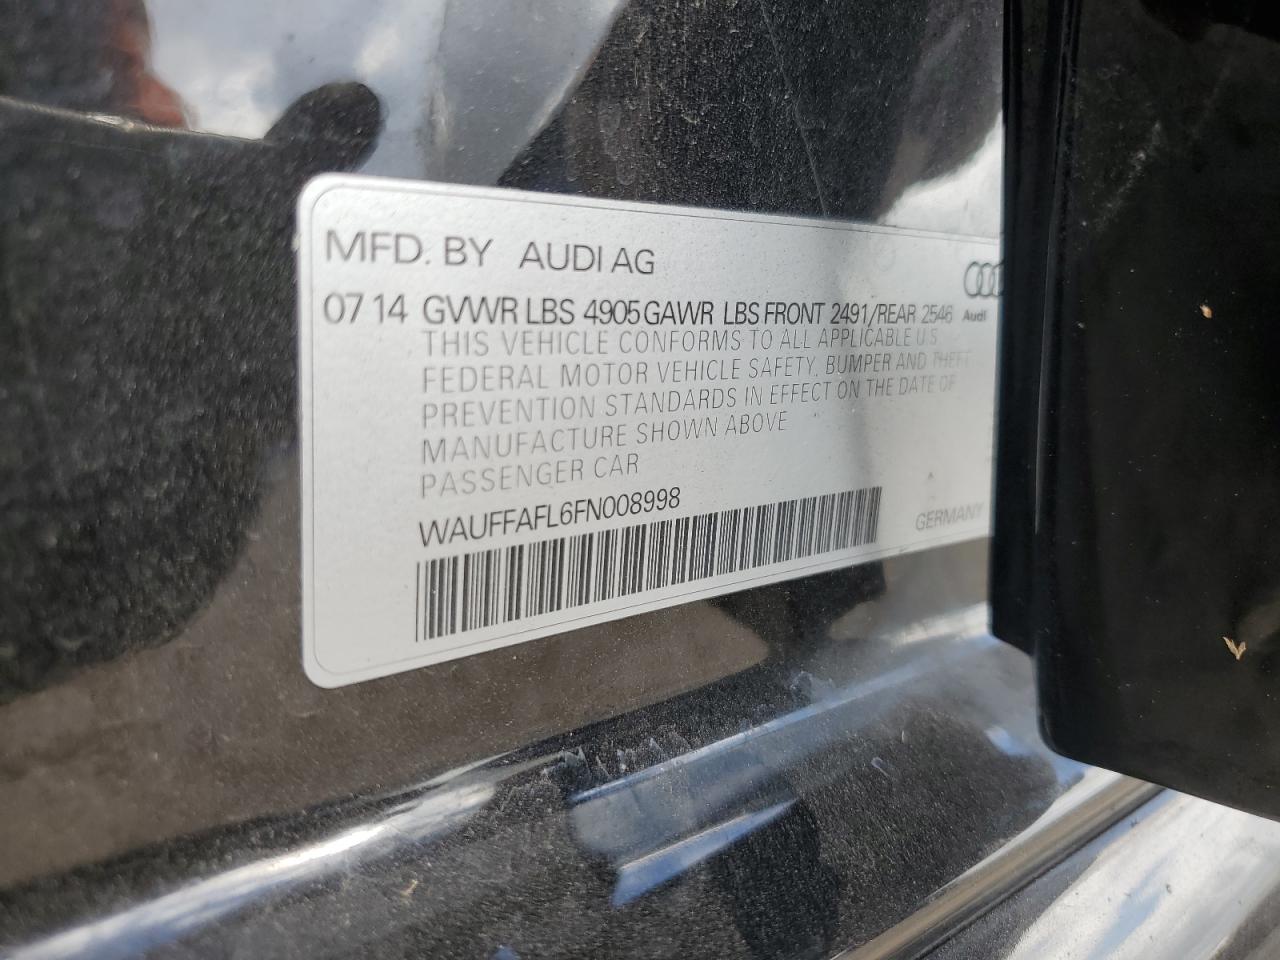 MFD. BY AUDI AG
07 14 GVWR LBS 4905 GAWR LBS FRONT 2491/REAR 2546
Audi
THIS VEHICLE CONFORMS TO ALL APPLICABLE U.S
FEDERAL MOTOR VEHICLE SAFETY, BUMPER AND THEFT
PREVENTION STANDARDS IN EFFECT ON THE DATE OF
MANUFACTURE SHOWN ABOVE
PASSENGER CAR
WAUFFAFL6FN008998
GERMANY